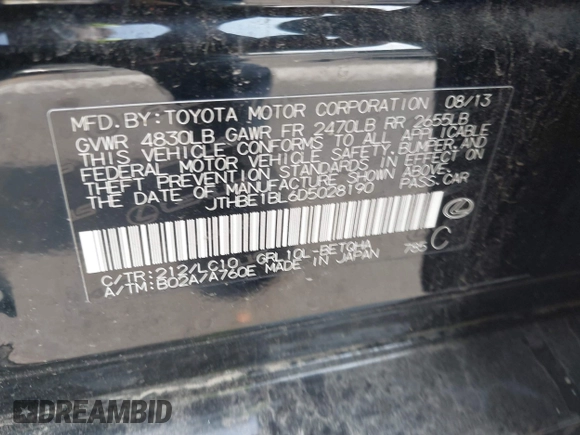 MFD.BY:TOYOTA MOTOR CORPORATION 08/13
GVWR 4830LB GAWR FR 2470LB RR 2655LB
THIS VEHICLE CONFORMS TO ALL APPLICABLE
FEDERAL MOTOR VEHICLE SAFETY,BUMPER,AND
THEFT PREVENTION STANDARDS IN EFFECT ON
THE DATE OF MANUFACTURE SHOWN ABOVE.
JTHBE1BL6D5028190 PASS.CAR
C/TR:212/LC10 GRL10L-BETQHA 785 C
A/TM:B02A/A760E MADE IN JAPAN
DREAMBID